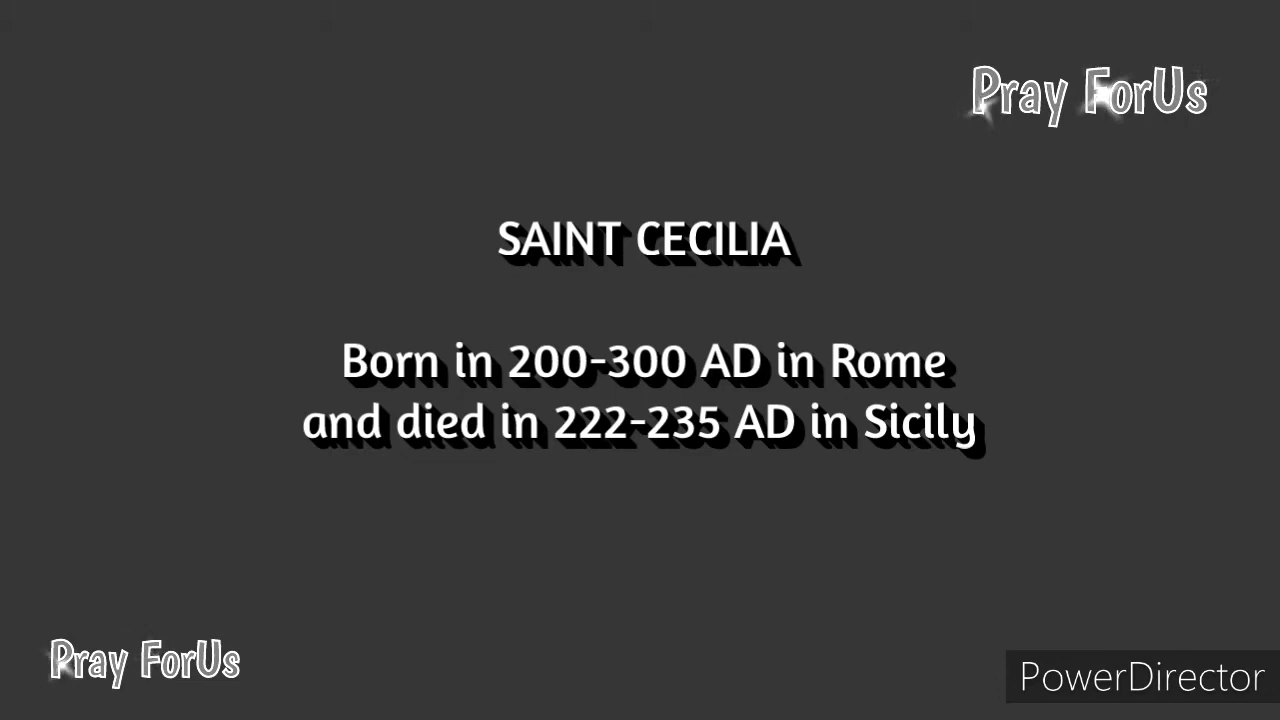 Pray ForUs
SAINT CECILIA
Born in 200-300 AD in Rome
and died in 222-235 AD in Sicily
Pray ForUs
PowerDirector